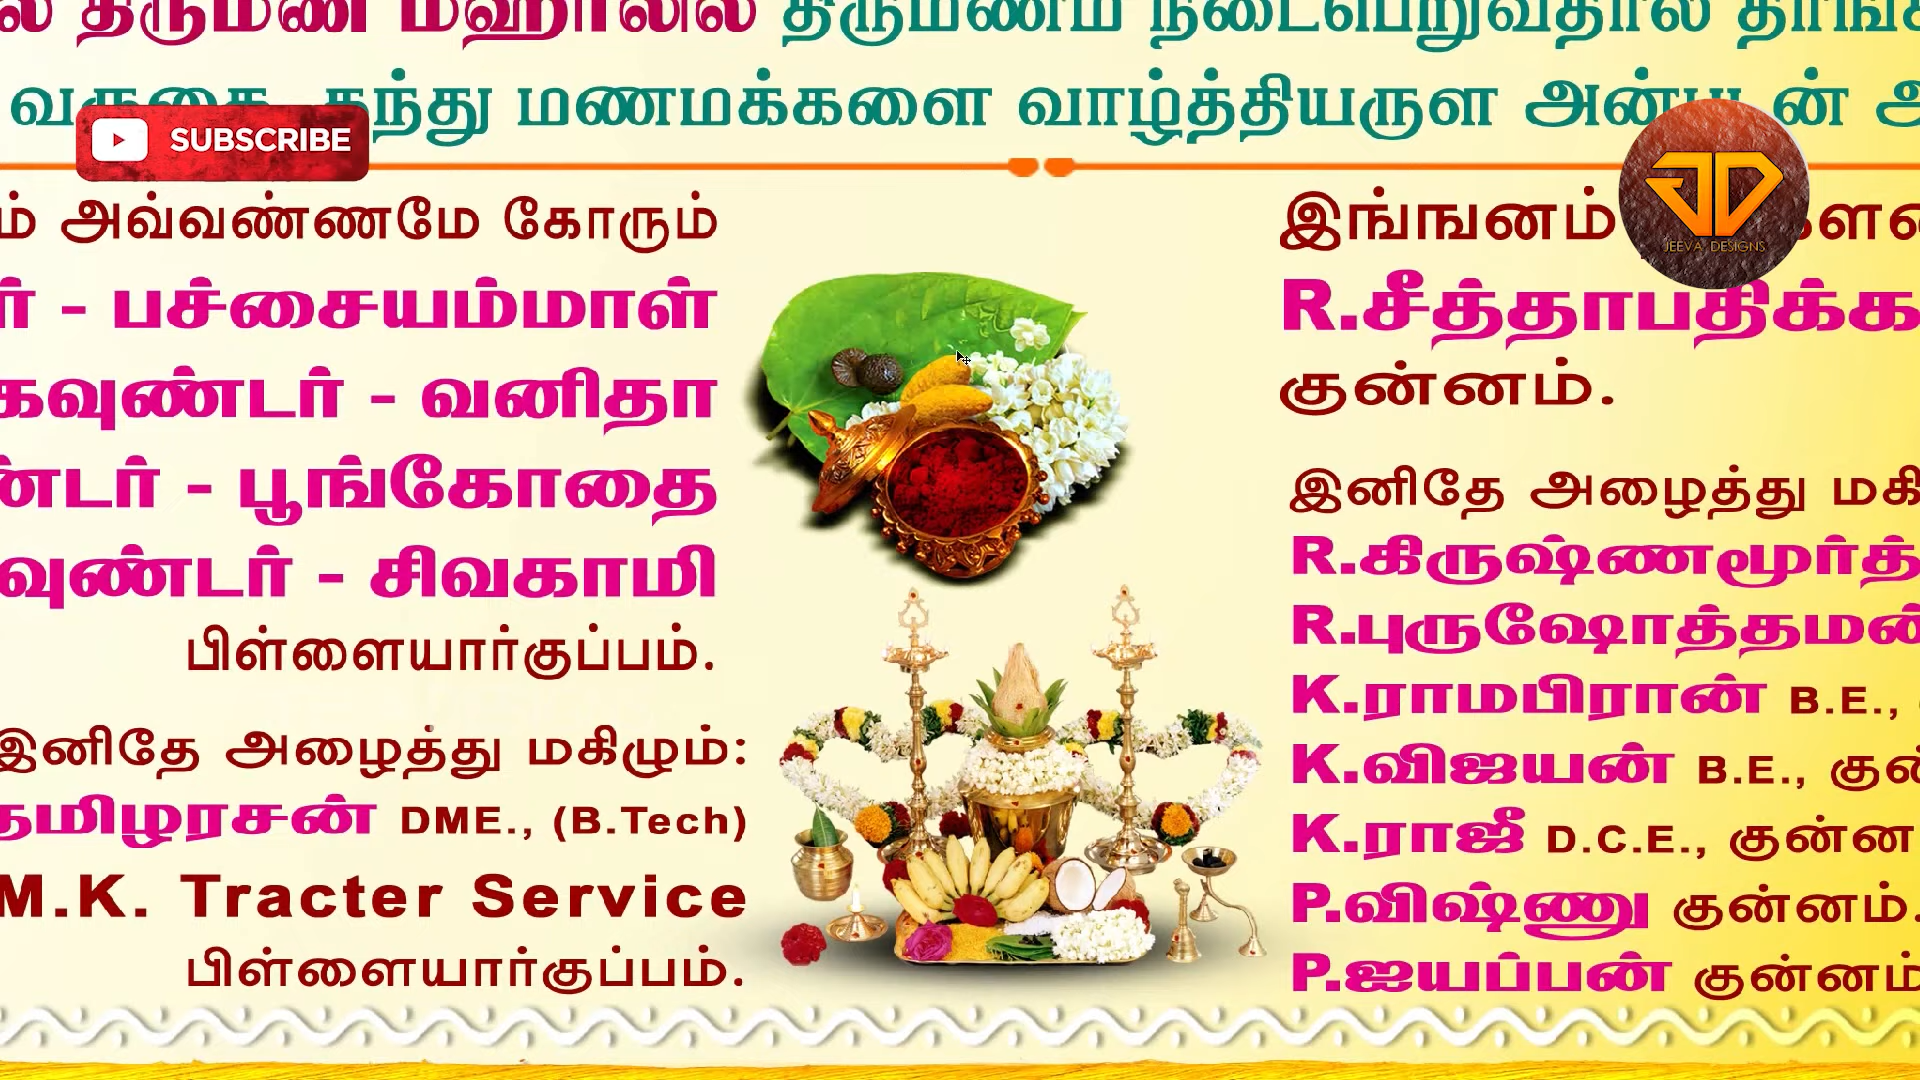 திருமண மஹாலில் திருமணம் நடைபெறுவதால் தாங்க
வருகை தந்து மணமக்களை வாழ்த்தியருள அன்புடன்
SUBSCRIBE
JEEVA DESIGNS
ம் அவ்வண்ணமே கோரும்
ர் - பச்சையம்மாள்
கவுண்டர் - வனிதா
ண்டர் - பூங்கோதை
வுண்டர் - சிவகாமி
பிள்ளையார்குப்பம்.
இனிதே அழைத்து மகிழும்:
தமிழரசன் DME., (B.Tech)
M.K. Tracter Service
பிள்ளையார்குப்பம்.
இங்ஙனம்
R.சீத்தாபதிக்க
குன்னம்.
இனிதே அழைத்து மகி
R.கிருஷ்ணமூர்த்
R.புருஷோத்தமன்
K.ராமபிரான் B.E.,
K.விஜயன் B.E., குன்
K.ராஜீ D.C.E., குன்ன
P.விஷ்ணு குன்னம்.
P.ஐயப்பன் குன்னம்